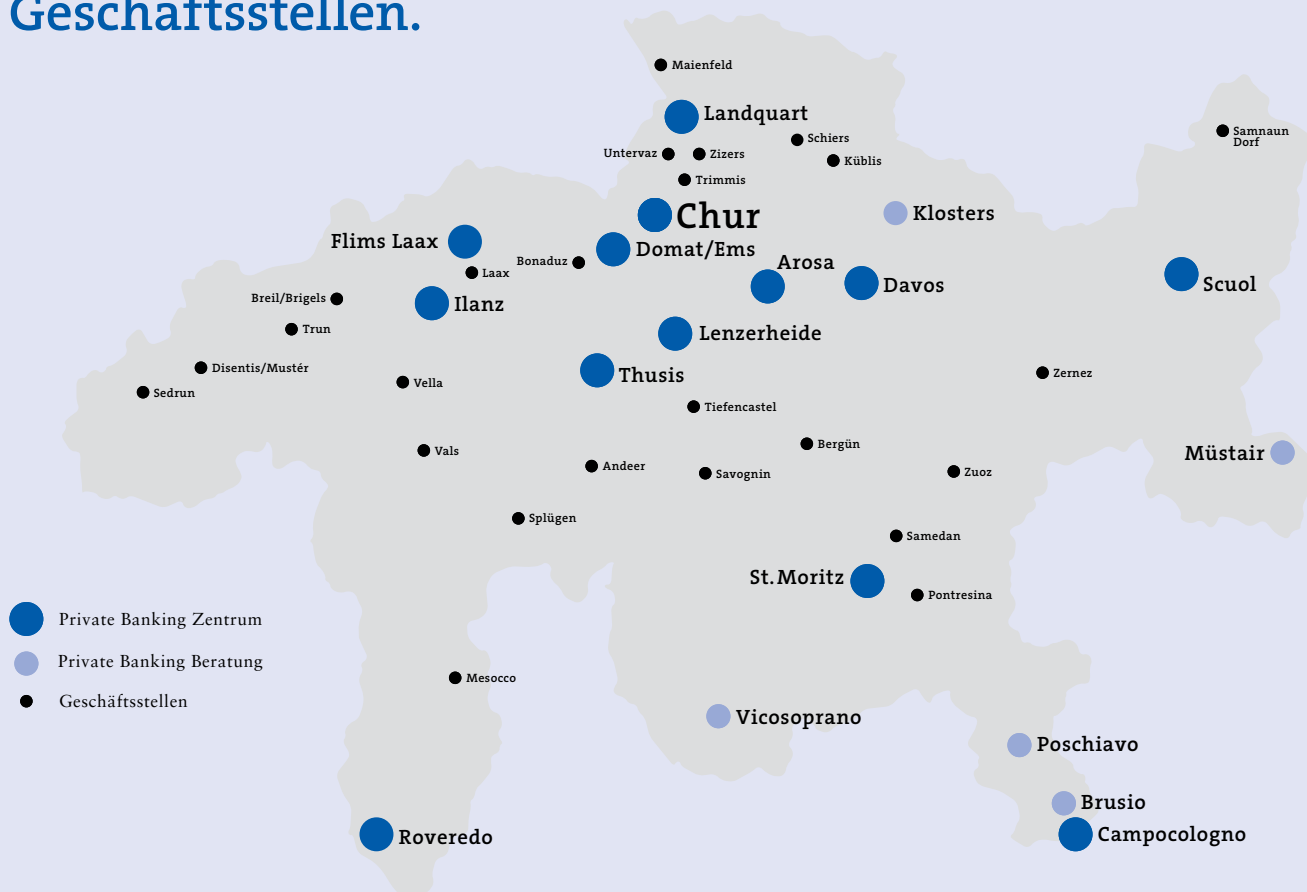 Geschäftsstellen.
Maienfeld
Landquart
Schiers
Samnaun
Dorf
Untervaz
Zizers
Küblis
Trimmis
Chur
Klosters
Flims Laax
Domat/Ems
Bonaduz
Arosa
Laax
Davos
Scuol
Breil/Brigels
Ilanz
Trun
Lenzerheide
Disentis/Mustér
Thusis
Zernez
Vella
Sedrun
Tiefencastel
Bergün
Vals
Müstair
Andeer
Savognin
Zuoz
Splügen
Samedan
St.Moritz
Pontresina
Private Banking Zentrum
Private Banking Beratung
Geschäftsstellen
Mesocco
Vicosoprano
Poschiavo
Brusio
Roveredo
Campocologno